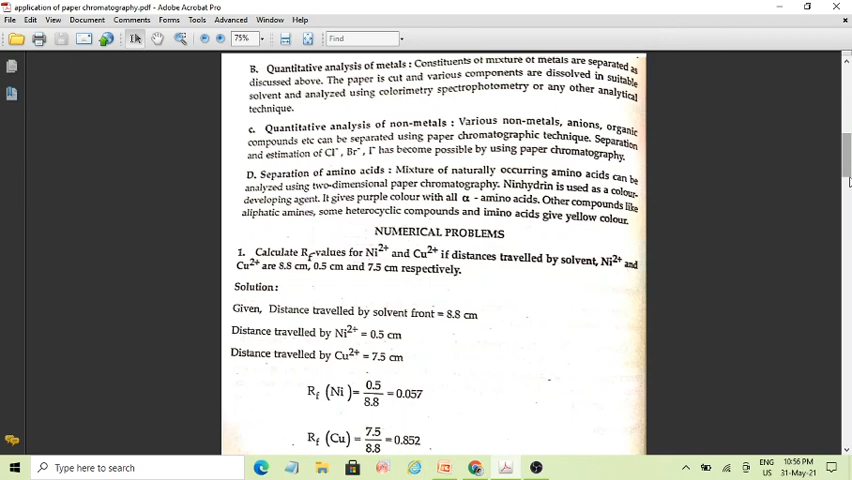 application of paper chromatography.pdf - Adobe Acrobat Pro
File Edit View Document Comments Forms Tools Advanced Window Help
75% Find
B. Quantitative analysis of metals : Constituents of mixture of metals are separated as
discussed above. The paper is cut and various components are dissolved in suitable
solvent and analyzed using colorimetry spectrophotometry or any other analytical
technique.
c. Quantitative analysis of non-metals : Various non-metals, anions, organic
compounds etc can be separated using paper chromatographic technique. Separation
and estimation of Cl⁻, Br⁻, I⁻ has become possible by using paper chromatography.
D. Separation of amino acids : Mixture of naturally occurring amino acids can be
analyzed using two-dimensional paper chromatography. Ninhydrin is used as a colour-
developing agent. It gives purple colour with all α - amino acids. Other compounds like
aliphatic amines, some heterocyclic compounds and imino acids give yellow colour.
NUMERICAL PROBLEMS
1. Calculate Rf values for Ni²⁺ and Cu²⁺ if distances travelled by solvent, Ni²⁺ and
Cu²⁺ are 8.8 cm, 0.5 cm and 7.5 cm respectively.
Solution:
Given, Distance travelled by solvent front = 8.8 cm
Distance travelled by Ni²⁺ = 0.5 cm
Distance travelled by Cu²⁺ = 7.5 cm
Rf (Ni) = 0.5/8.8 = 0.057
Rf (Cu) = 7.5/8.8 = 0.852
Type here to search
ENG 10:56 PM
US 31-May-21